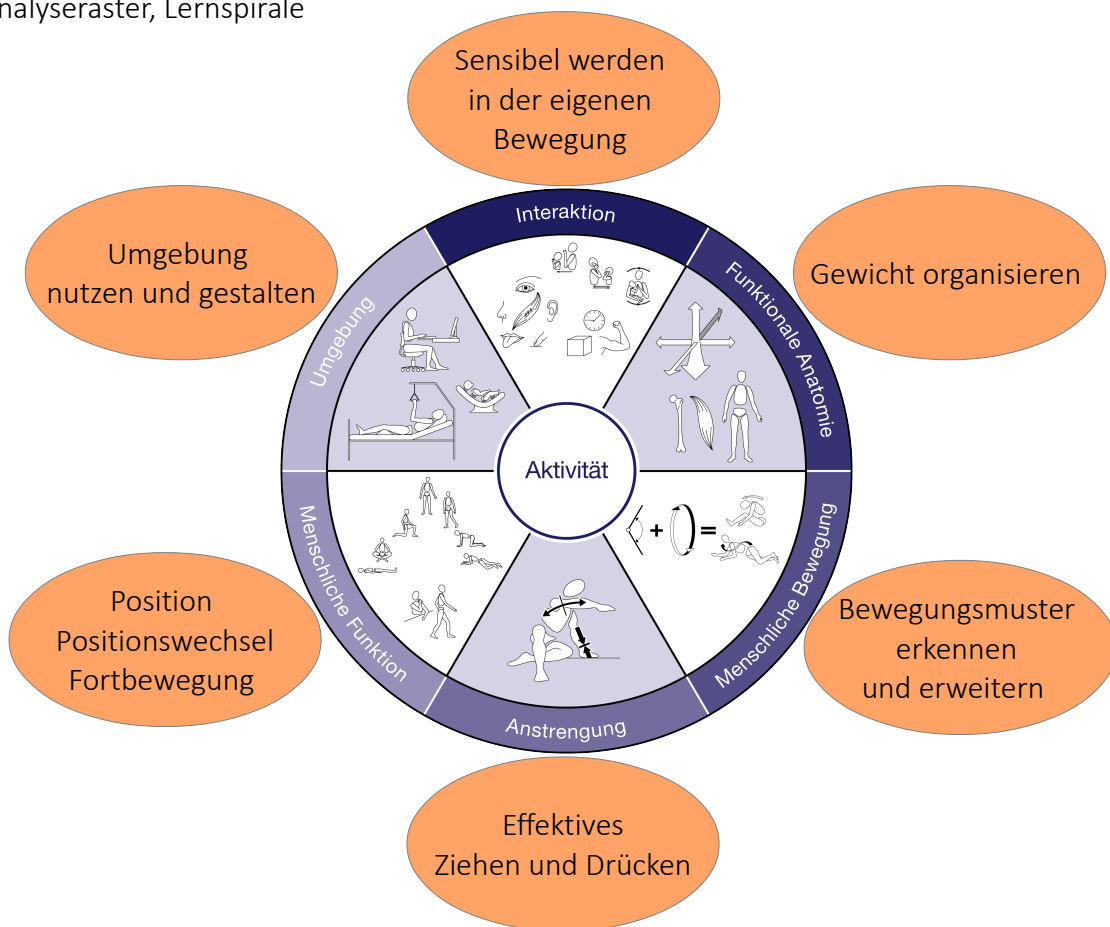 nalyseraster, Lernspirale
Sensibel werden
in der eigenen
Bewegung
Umgebung
nutzen und gestalten
Gewicht organisieren
Interaktion
Funktionale Anatomie
Umgebung
Aktivität
+ =
Menschliche Funktion
Menschliche Bewegung
Anstrengung
Position
Positionswechsel
Fortbewegung
Bewegungsmuster
erkennen
und erweitern
Effektives
Ziehen und Drücken